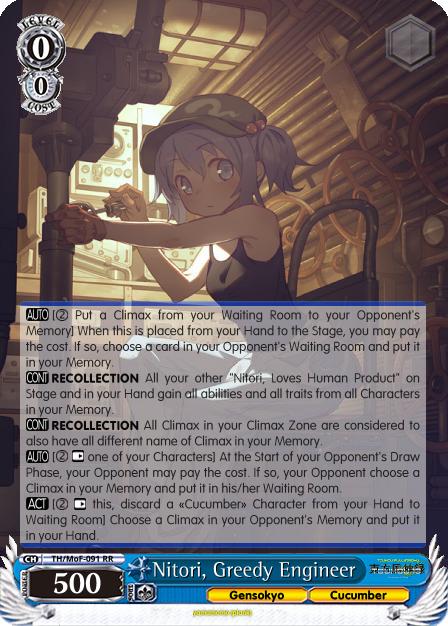 LEVEL
0
0
COST
AUTO [② Put a Climax from your Waiting Room to your Opponent's
Memory] When this is placed from your Hand to the Stage, you may pay
the cost. If so, choose a card in your Opponent's Waiting Room and put it
in your Memory.
CONT RECOLLECTION All your other "Nitori, Loves Human Product" on
Stage and in your Hand gain all abilities and all traits from all Characters
in your Memory.
CONT RECOLLECTION All Climax in your Climax Zone are considered to
also have all different name of Climax in your Memory.
AUTO [② one of your Characters] At the Start of your Opponent's Draw
Phase, your Opponent may pay the cost. If so, your Opponent choose a
Climax in your Memory and put it in his/her Waiting Room.
ACT [② this, discard a «Cucumber» Character from your Hand to
Waiting Room] Choose a Climax in your Opponent's Memory and put it
in your Hand.
CH TH/MoF-091 RR
POWER
500
SOUL
Nitori, Greedy Engineer
Gensokyo
Cucumber